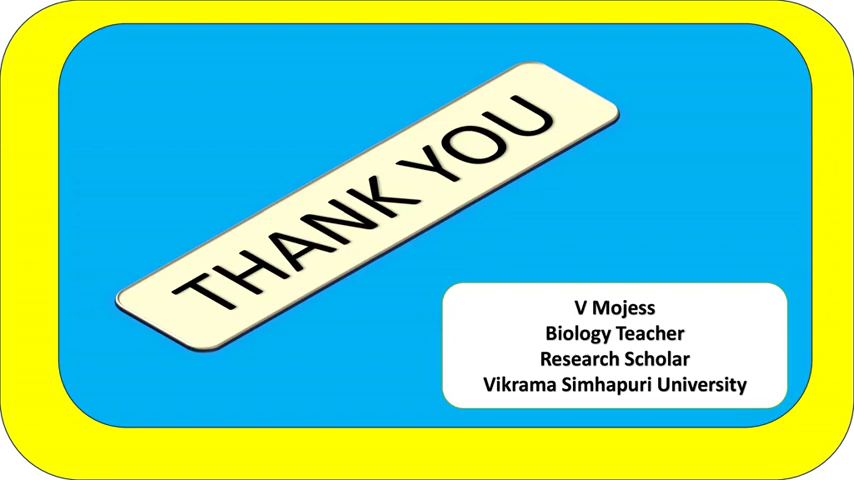 THANK YOU
V Mojess
Biology Teacher
Research Scholar
Vikrama Simhapuri University